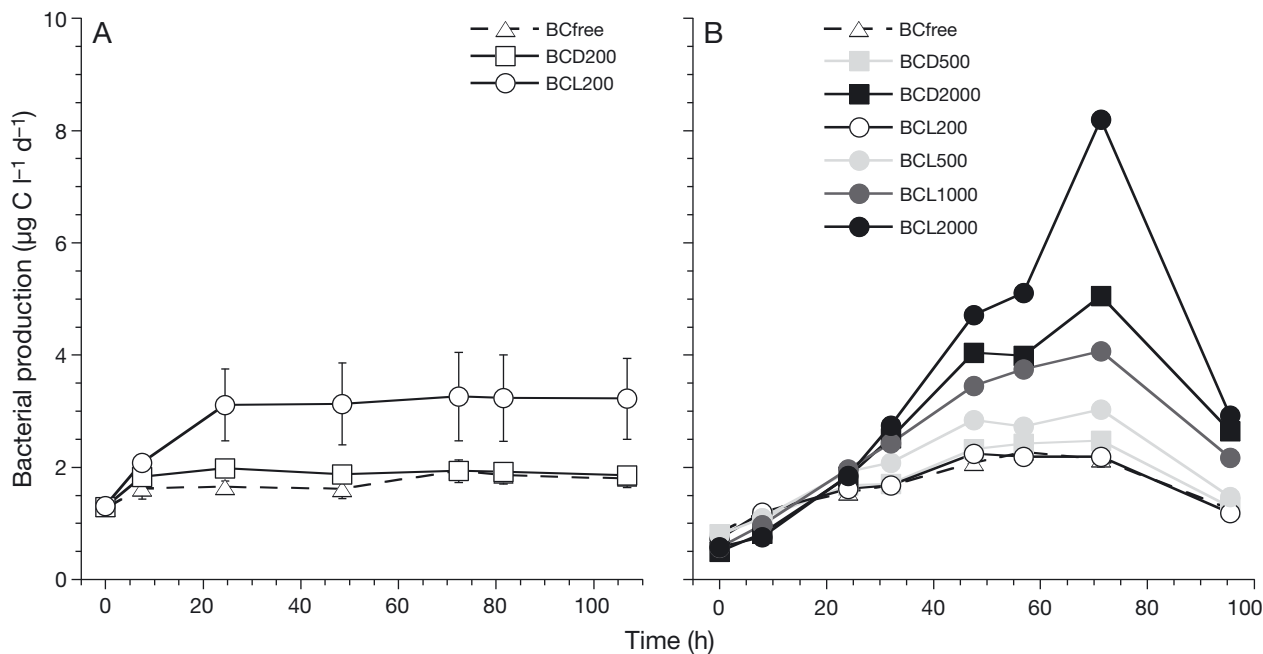 A
BCfree
BCD200
BCL200
B
BCfree
BCD500
BCD2000
BCL200
BCL500
BCL1000
BCL2000
Bacterial production (µg C l⁻¹ d⁻¹)
10
8
6
4
2
0
0 20 40 60 80 100
0 20 40 60 80 100
Time (h)